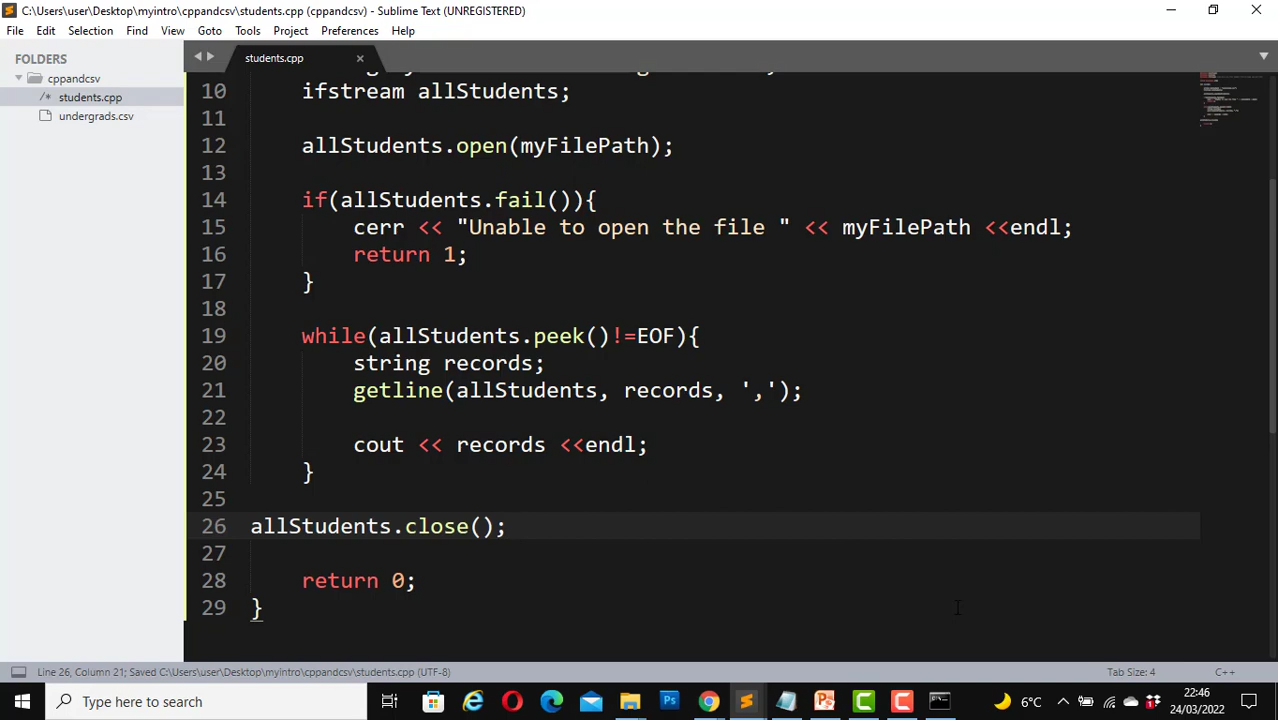 C:\Users\user\Desktop\myintro\cppandcsv\students.cpp (cppandcsv) - Sublime Text (UNREGISTERED)
File Edit Selection Find View Goto Tools Project Preferences Help
FOLDERS
cppandcsv
/* students.cpp
undergrads.csv
students.cpp
10 ifstream allStudents;
11
12 allStudents.open(myFilePath);
13
14 if(allStudents.fail()){
15 cerr << "Unable to open the file " << myFilePath <<endl;
16 return 1;
17 }
18
19 while(allStudents.peek()!=EOF){
20 string records;
21 getline(allStudents, records, ',');
22
23 cout << records <<endl;
24 }
25
26 allStudents.close();
27
28 return 0;
29 }
Line 26, Column 21; Saved C:\Users\user\Desktop\myintro\cppandcsv\students.cpp (UTF-8)
Tab Size: 4
C++
Type here to search
Ps
6°C
22:46
24/03/2022